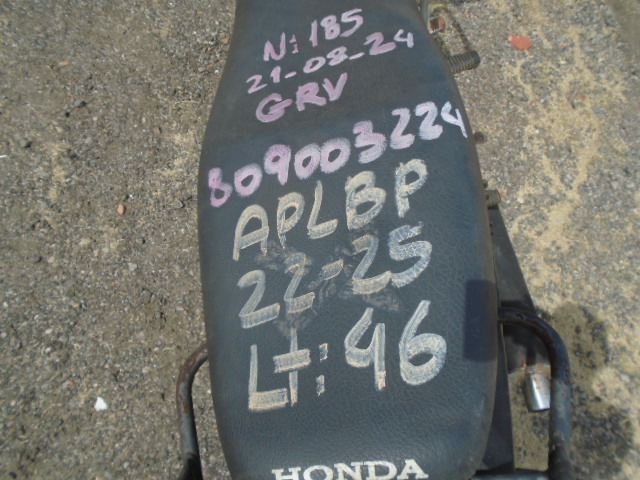 N: 185
21-08-24
GRV
809003224
APLBP
22-25
LT: 46
HONDA